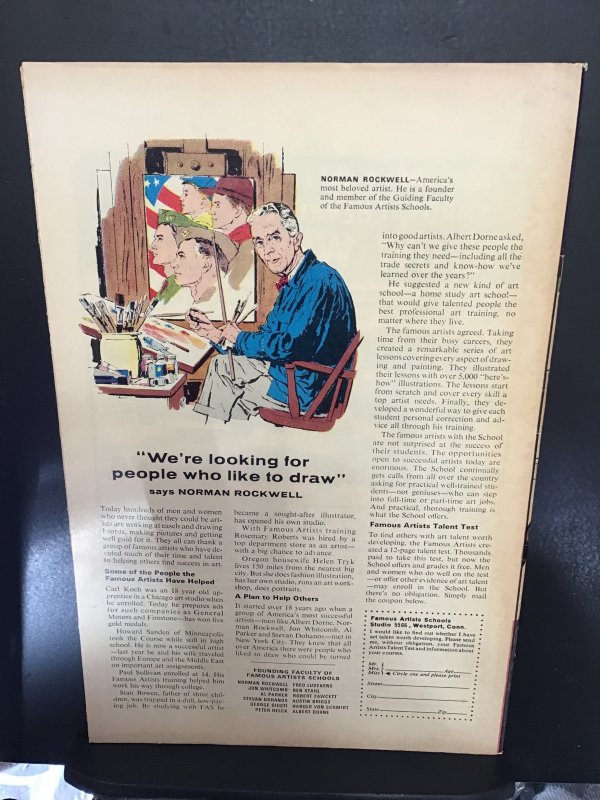 NORMAN ROCKWELL—America's
most beloved artist. He is a founder
and member of the Guiding Faculty
of the Famous Artists Schools.
"We're looking for
people who like to draw"
says NORMAN ROCKWELL
Today hundreds of men and women
who never thought they could be art-
ists are working at easels and drawing
boards, making pictures and getting
well paid for it. They all can thank a
group of famous artists who have de-
voted much of their time and talent
to helping others find success in art.
Some of the People the
Famous Artists Have Helped
Carl Koch was an 18 year old ap-
prentice in a Chicago art studio when
he enrolled. Today he prepares ads
for such companies as General
Motors and Firestone—has won five
gold medals.
Howard Sanden of Minneapolis
took the Course while still in high
school. He is now a successful artist
—last year he and his wife traveled
through Europe and the Middle East
on important art assignments.
Paul Sullivan enrolled at 14. His
Famous Artists training helped him
work his way through college.
Stan Bowen, father of three chil-
dren, was trapped in a dull, low-pay-
ing job. By studying with FAS he
became a sought-after illustrator,
has opened his own studio.
With Famous Artists training
Rosemary Roberts was hired by a
top department store as an artist—
with a big chance to advance.
Oregon housewife Helen Tryk
lives 150 miles from the nearest big
city. But she does fashion illustration,
has her own studio, runs an art work-
shop, does portraits.
A Plan to Help Others
It started over 18 years ago when a
group of America's most successful
artists—men like Albert Dorne, Nor-
man Rockwell, Jon Whitcomb, Al
Parker and Stevan Dohanos—met in
New York City. They knew that all
over America there were people who
liked to draw who could be turned
FOUNDING FACULTY OF
FAMOUS ARTISTS SCHOOLS
NORMAN ROCKWELL FRED LUDEKENS
JON WHITCOMB BEN STAHL
AL PARKER ROBERT FAWCETT
STEVAN DOHANOS AUSTIN BRIGGS
GEORGE GIUSTI HAROLD VON SCHMIDT
PETER HELCK ALBERT DORNE
into good artists. Albert Dorne asked,
"Why can't we give these people the
training they need—including all the
trade secrets and know-how we've
learned over the years?"
He suggested a new kind of art
school—a home study art school—
that would give talented people the
best professional art training, no
matter where they live.
The famous artists agreed. Taking
time from their busy careers, they
created a remarkable series of art
lessons covering every aspect of draw-
ing and painting. They illustrated
their lessons with over 5,000 "here's-
how" illustrations. The lessons start
from scratch and cover every skill a
top artist needs. Finally, they de-
veloped a wonderful way to give each
student personal correction and ad-
vice all through his training.
The famous artists with the School
are not surprised at the success of
their students. The opportunities
open to successful artists today are
enormous. The School continually
gets calls from all over the country
asking for practical well-trained stu-
dents—not geniuses—who can step
into full-time or part-time art jobs.
And practical, thorough training is
what the School offers.
Famous Artists Talent Test
To find others with art talent worth
developing, the Famous Artists cre-
ated a 12-page talent test. Thousands
paid to take this test, but now the
School offers and grades it free. Men
and women who do well on the test
—or offer other evidence of art talent
—may enroll in the School. But
there's no obligation. Simply mail
the coupon below.
Famous Artists Schools
Studio 5561, Westport, Conn.
I would like to find out whether I have
art talent worth developing. Please send
me, without obligation, your Famous
Artists Talent Test and information about
your courses.
Mr.
Mrs. Age
Miss Circle one and please print
Street
City
State Zip